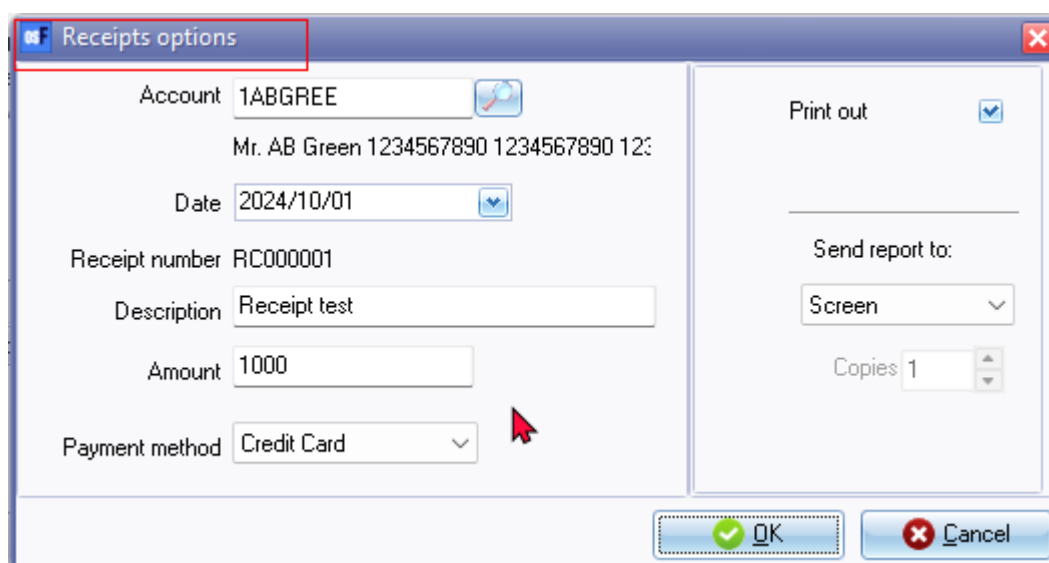 osF Receipts options
Account 1ABGREE
Mr. AB Green 1234567890 1234567890 123
Date 2024/10/01
Receipt number RC000001
Description Receipt test
Amount 1000
Payment method Credit Card
Print out
Send report to:
Screen
Copies 1
OK
Cancel